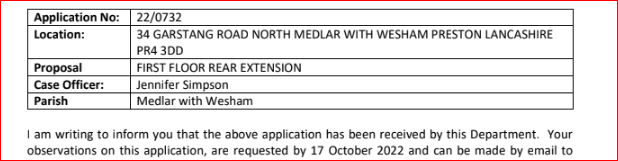 Application No: 22/0732
Location: 34 GARSTANG ROAD NORTH MEDLAR WITH WESHAM PRESTON LANCASHIRE
PR4 3DD
Proposal FIRST FLOOR REAR EXTENSION
Case Officer: Jennifer Simpson
Parish Medlar with Wesham
I am writing to inform you that the above application has been received by this Department. Your
observations on this application, are requested by 17 October 2022 and can be made by email to